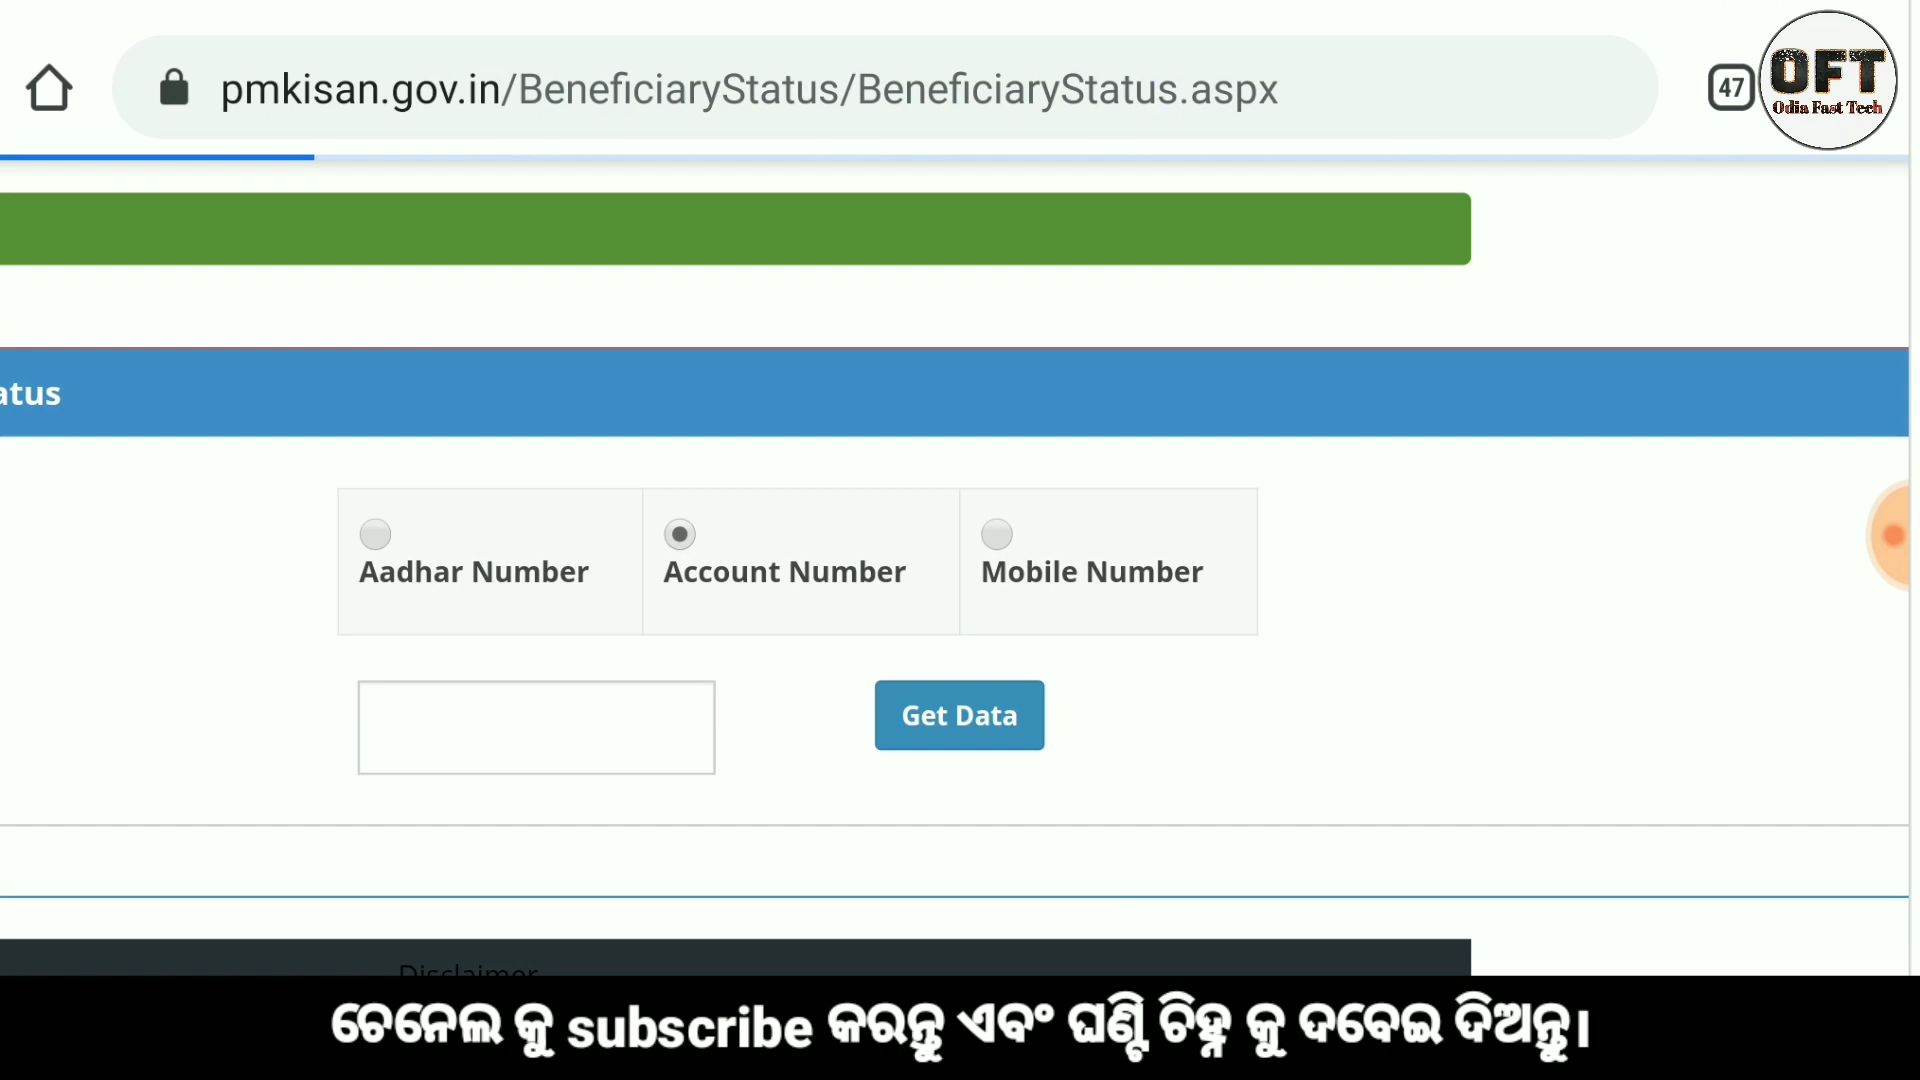 pmkisan.gov.in/BeneficiaryStatus/BeneficiaryStatus.aspx
47
OFT
Odia Fast Tech
atus
Aadhar Number
Account Number
Mobile Number
Get Data
Disclaimer
ଚେନେଲ କୁ subscribe କରନ୍ତୁ ଏବଂ ଘଣ୍ଟି ଚିହ୍ନ କୁ ଦବେଇ ଦିଅନ୍ତୁ।